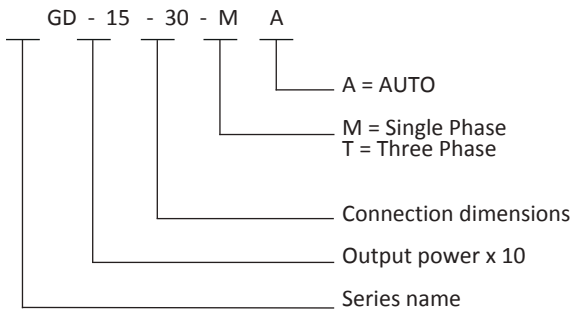 GD - 15 - 30 - M A
A = AUTO
M = Single Phase
T = Three Phase
Connection dimensions
Output power x 10
Series name